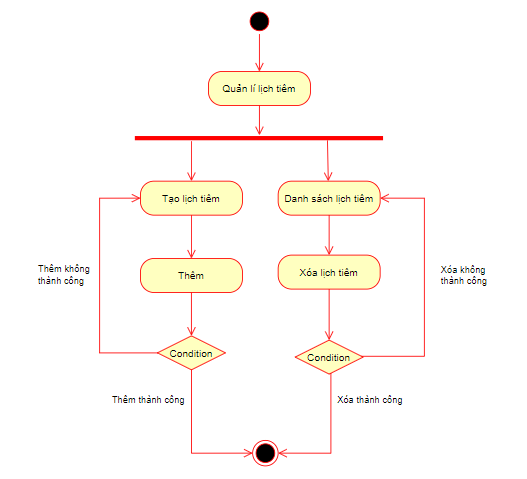 Quản lí lịch tiêm
Tạo lịch tiêm
Danh sách lịch tiêm
Thêm không
thành công
Thêm
Xóa lịch tiêm
Xóa không
thành công
Condition
Condition
Thêm thành công
Xóa thành công